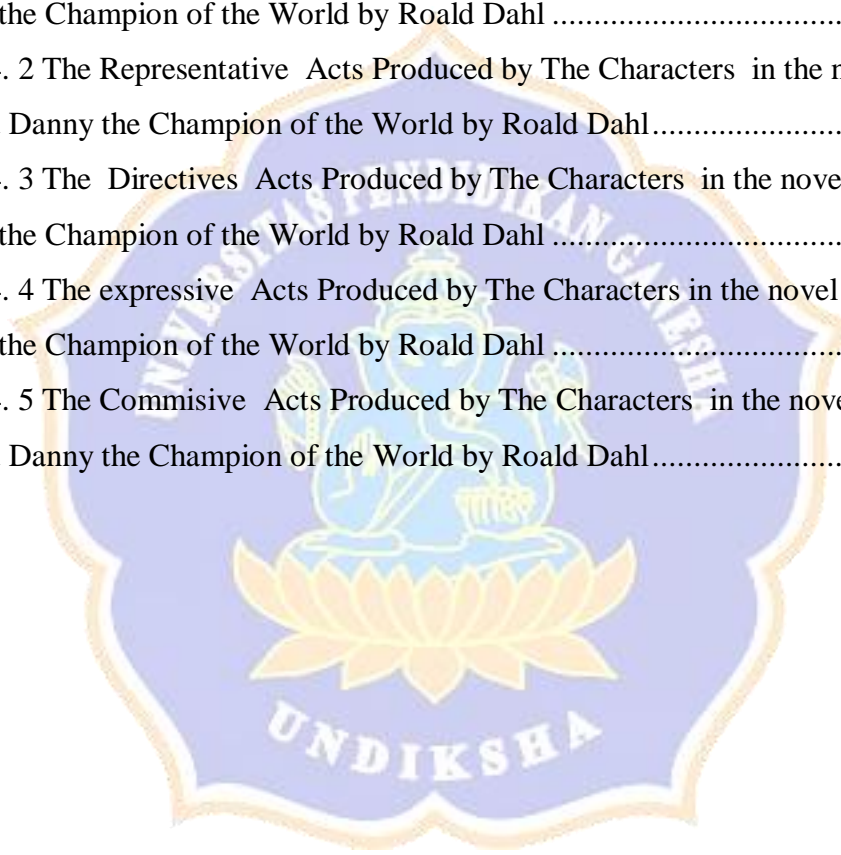 the Champion of the World by Roald Dahl ................................
. 2 The Representative Acts Produced by The Characters in the
Danny the Champion of the World by Roald Dahl.....................
. 3 The Directives Acts Produced by The Characters in the nove
the Champion of the World by Roald Dahl ................................
. 4 The expressive Acts Produced by The Characters in the novel
the Champion of the World by Roald Dahl ................................
. 5 The Commisive Acts Produced by The Characters in the nove
Danny the Champion of the World by Roald Dahl.....................
UNIVERSITAS PENDIDIKAN GANESHA
UNDIKSHA